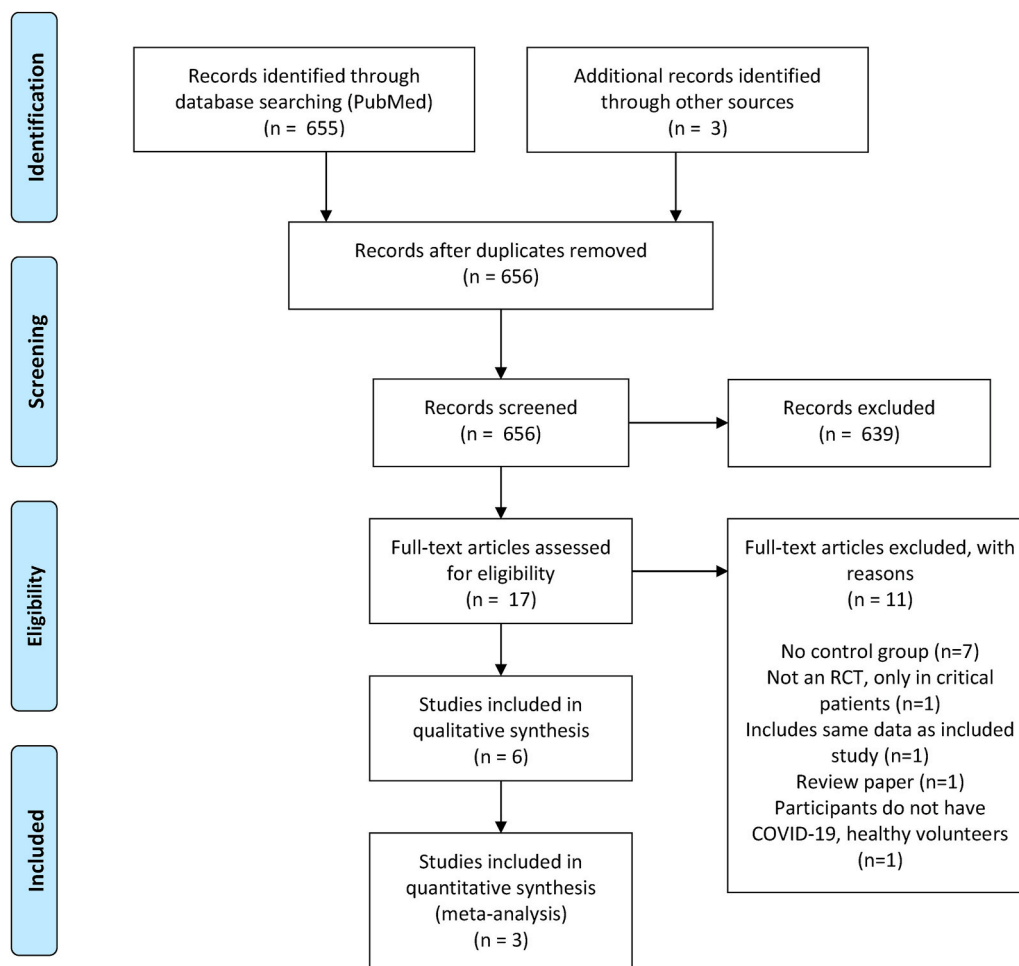 Identification
Records identified through
database searching (PubMed)
(n = 655)
Additional records identified
through other sources
(n = 3)
Records after duplicates removed
(n = 656)
Screening
Records screened
(n = 656)
Records excluded
(n = 639)
Eligibility
Full-text articles assessed
for eligibility
(n = 17)
Full-text articles excluded, with
reasons
(n = 11)
No control group (n=7)
Not an RCT, only in critical
patients (n=1)
Includes same data as included
study (n=1)
Review paper (n=1)
Participants do not have
COVID-19, healthy volunteers
(n=1)
Studies included in
qualitative synthesis
(n = 6)
Included
Studies included in
quantitative synthesis
(meta-analysis)
(n = 3)